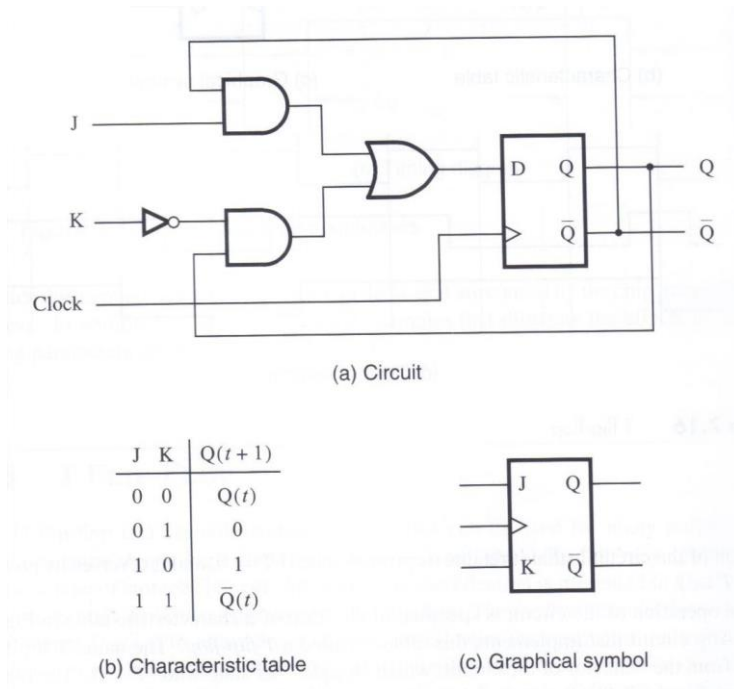 J
D Q Q
K
Q̅ Q̅
Clock
(a) Circuit
J K Q(t + 1)
0 0 Q(t)
0 1 0
1 0 1
1 1 Q̅(t)
(b) Characteristic table
J Q
K Q̅
(c) Graphical symbol